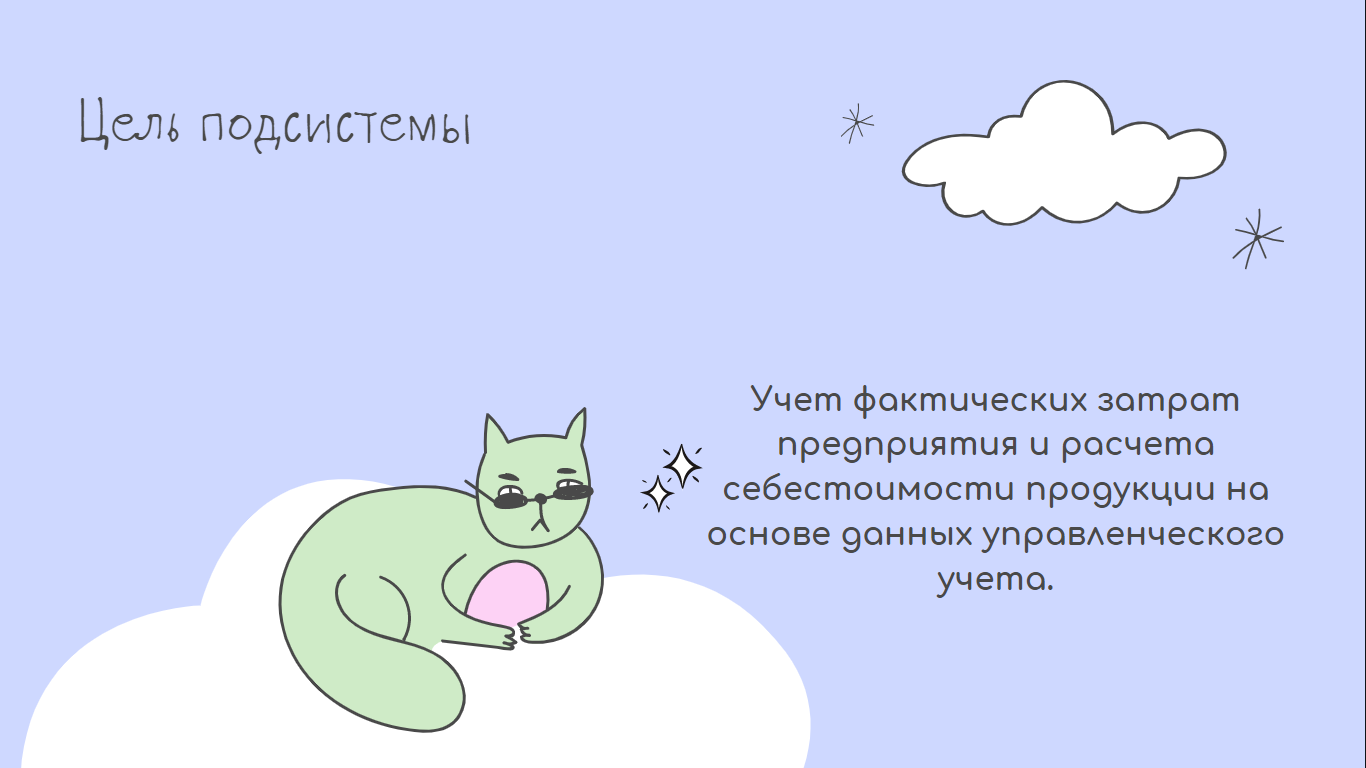 Цель подсистемы
Учет фактических затрат
предприятия и расчета
себестоимости продукции на
основе данных управленческого
учета.